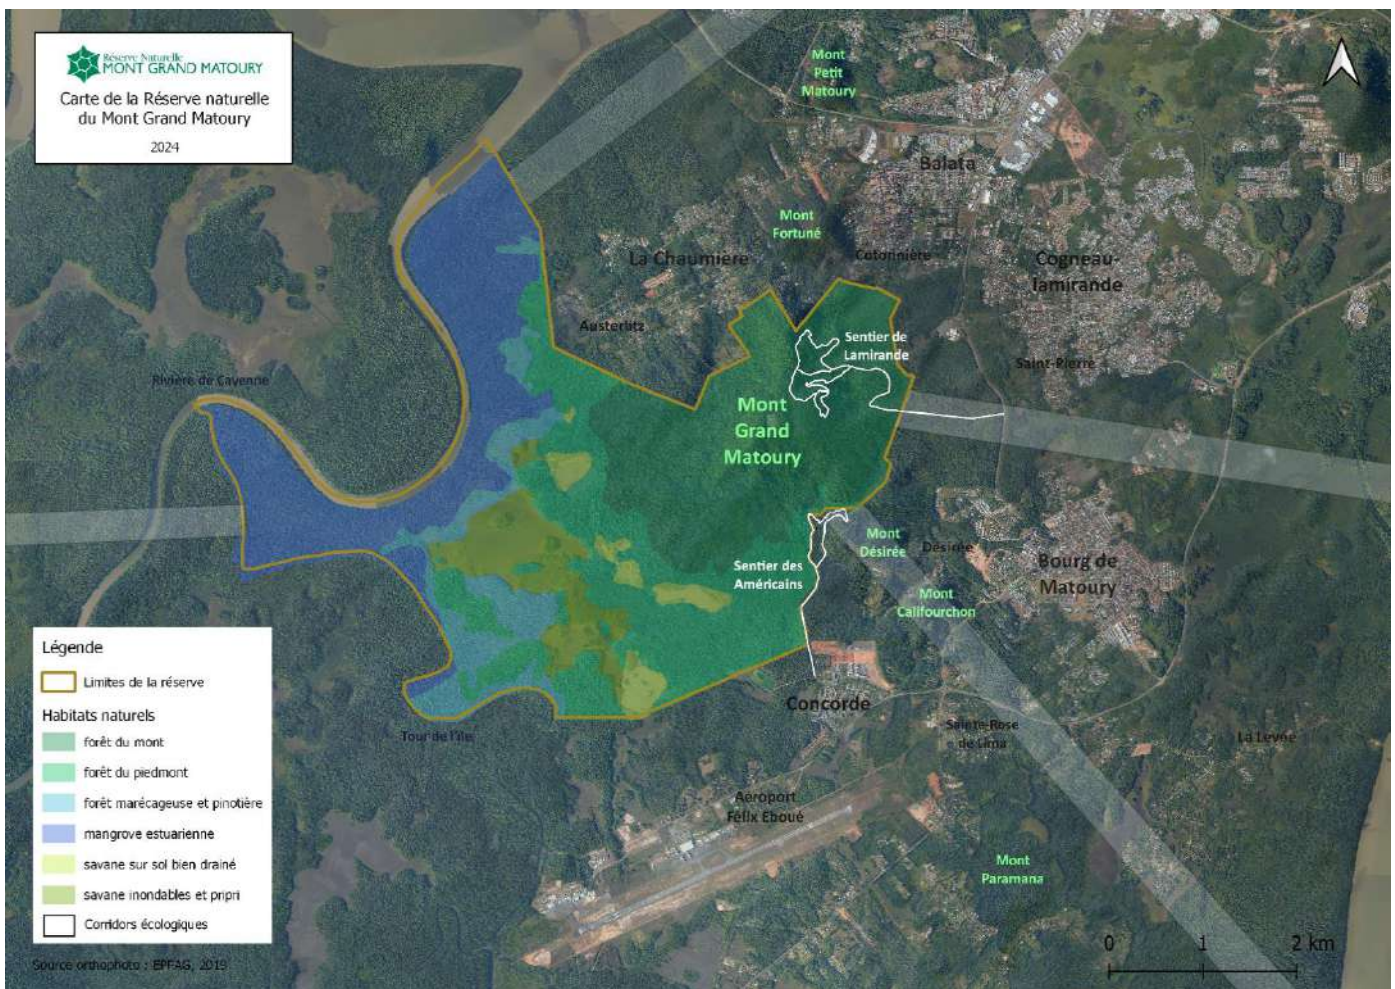 Réserve Naturelle
MONT GRAND MATOURY
Carte de la Réserve naturelle
du Mont Grand Matoury
2024
Mont
Petit
Matoury
Balata
Mont
Fortuné
La Chaumière
Cotonnière
Cogneau-
lamirande
Austerlitz
Sentier de
Lamirande
Saint-Pierre
Rivière de Cayenne
Mont
Grand
Matoury
Mont
Désirée
Désirée
Bourg de
Matoury
Sentier des
Américains
Mont
Califourchon
Concorde
Sainte-Rose
de Lima
La Levée
Tour de l'île
Aéroport
Félix Eboué
Mont
Paramana
Légende
Limites de la réserve
Habitats naturels
forêt du mont
forêt du piedmont
forêt marécageuse et pinotière
mangrove estuarienne
savane sur sol bien drainé
savane inondables et pripri
Corridors écologiques
Source orthophoto : EPFAG, 2019
0 1 2 km